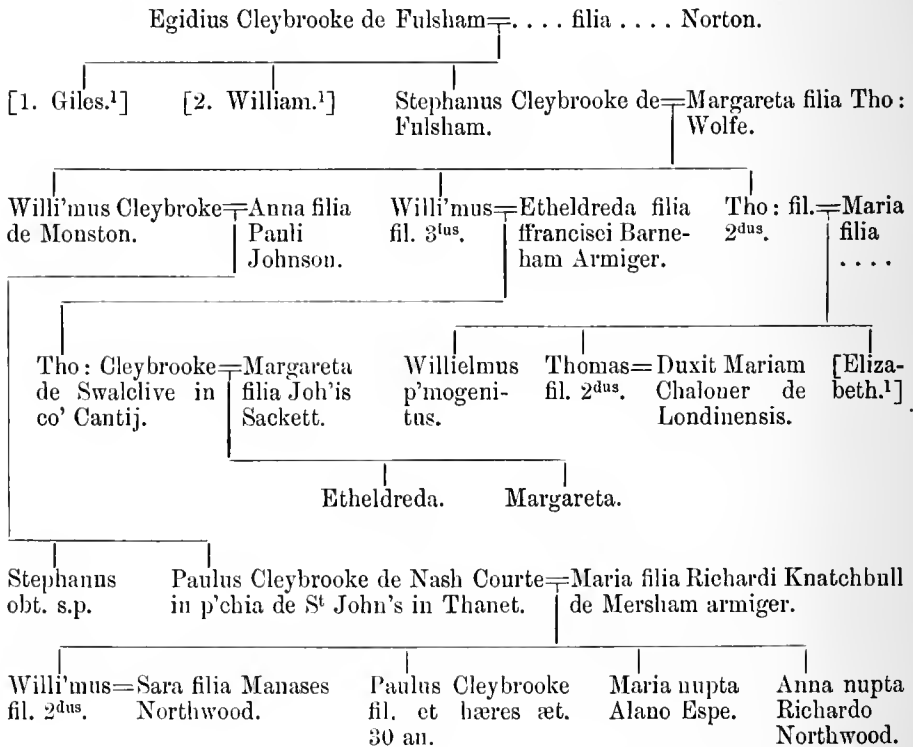 Egidius Cleybrooke de Fulsham=. . . . filia . . . . Norton.
[1. Giles.¹]
[2. William.¹]
Stephanus Cleybrooke de=Margareta filia Tho:
Fulsham. Wolfe.
Willi'mus Cleybroke=Anna filia
de Monston. Pauli
Johnson.
Willi'mus=Etheldreda filia
fil. 3tus. ffrancisci Barne-
ham Armiger.
Tho: fil.=Maria
2dus. filia
. . . .
Tho: Cleybrooke=Margareta
de Swalclive in filia Joh'is
co' Cantij. Sackett.
Willielmus
p'mogeni-
tus.
Thomas=Duxit Mariam
fil. 2dus. Chaloner de
Londinensis.
[Eliza-
beth.¹]
Etheldreda.
Margareta.
Stephanus
obt. s.p.
Paulus Cleybrooke de Nash Courte=Maria filia Richardi Knatchbull
in p'chia de St John's in Thanet. de Mersham armiger.
Willi'mus=Sara filia Manases
fil. 2dus. Northwood.
Paulus Cleybrooke
fil. et hæres æt.
30 an.
Maria nupta
Alano Espe.
Anna nupta
Richardo
Northwood.